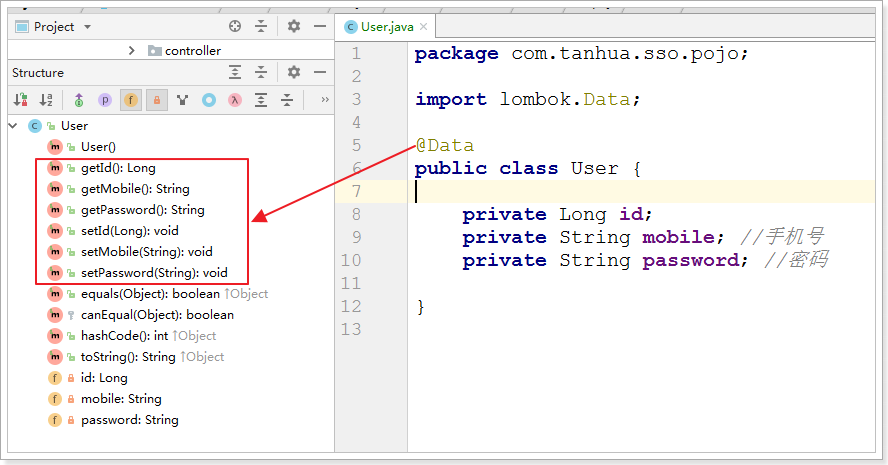 Project
controller
Structure
User
User()
getId(): Long
getMobile(): String
getPassword(): String
setId(Long): void
setMobile(String): void
setPassword(String): void
equals(Object): boolean ↑Object
canEqual(Object): boolean
hashCode(): int ↑Object
toString(): String ↑Object
id: Long
mobile: String
password: String
User.java
1 package com.tanhua.sso.pojo;
2
3 import lombok.Data;
4
5 @Data
6 public class User {
7
8 private Long id;
9 private String mobile; //手机号
10 private String password; //密码
11
12 }
13